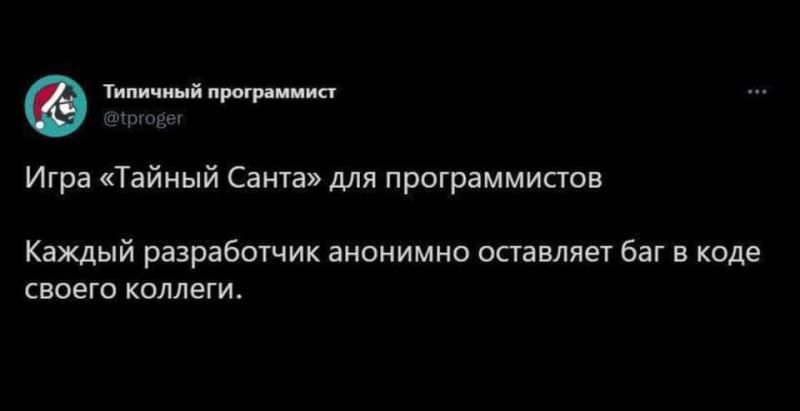 Типичный программист
@tproger
Игра «Тайный Санта» для программистов
Каждый разработчик анонимно оставляет баг в коде
своего коллеги.